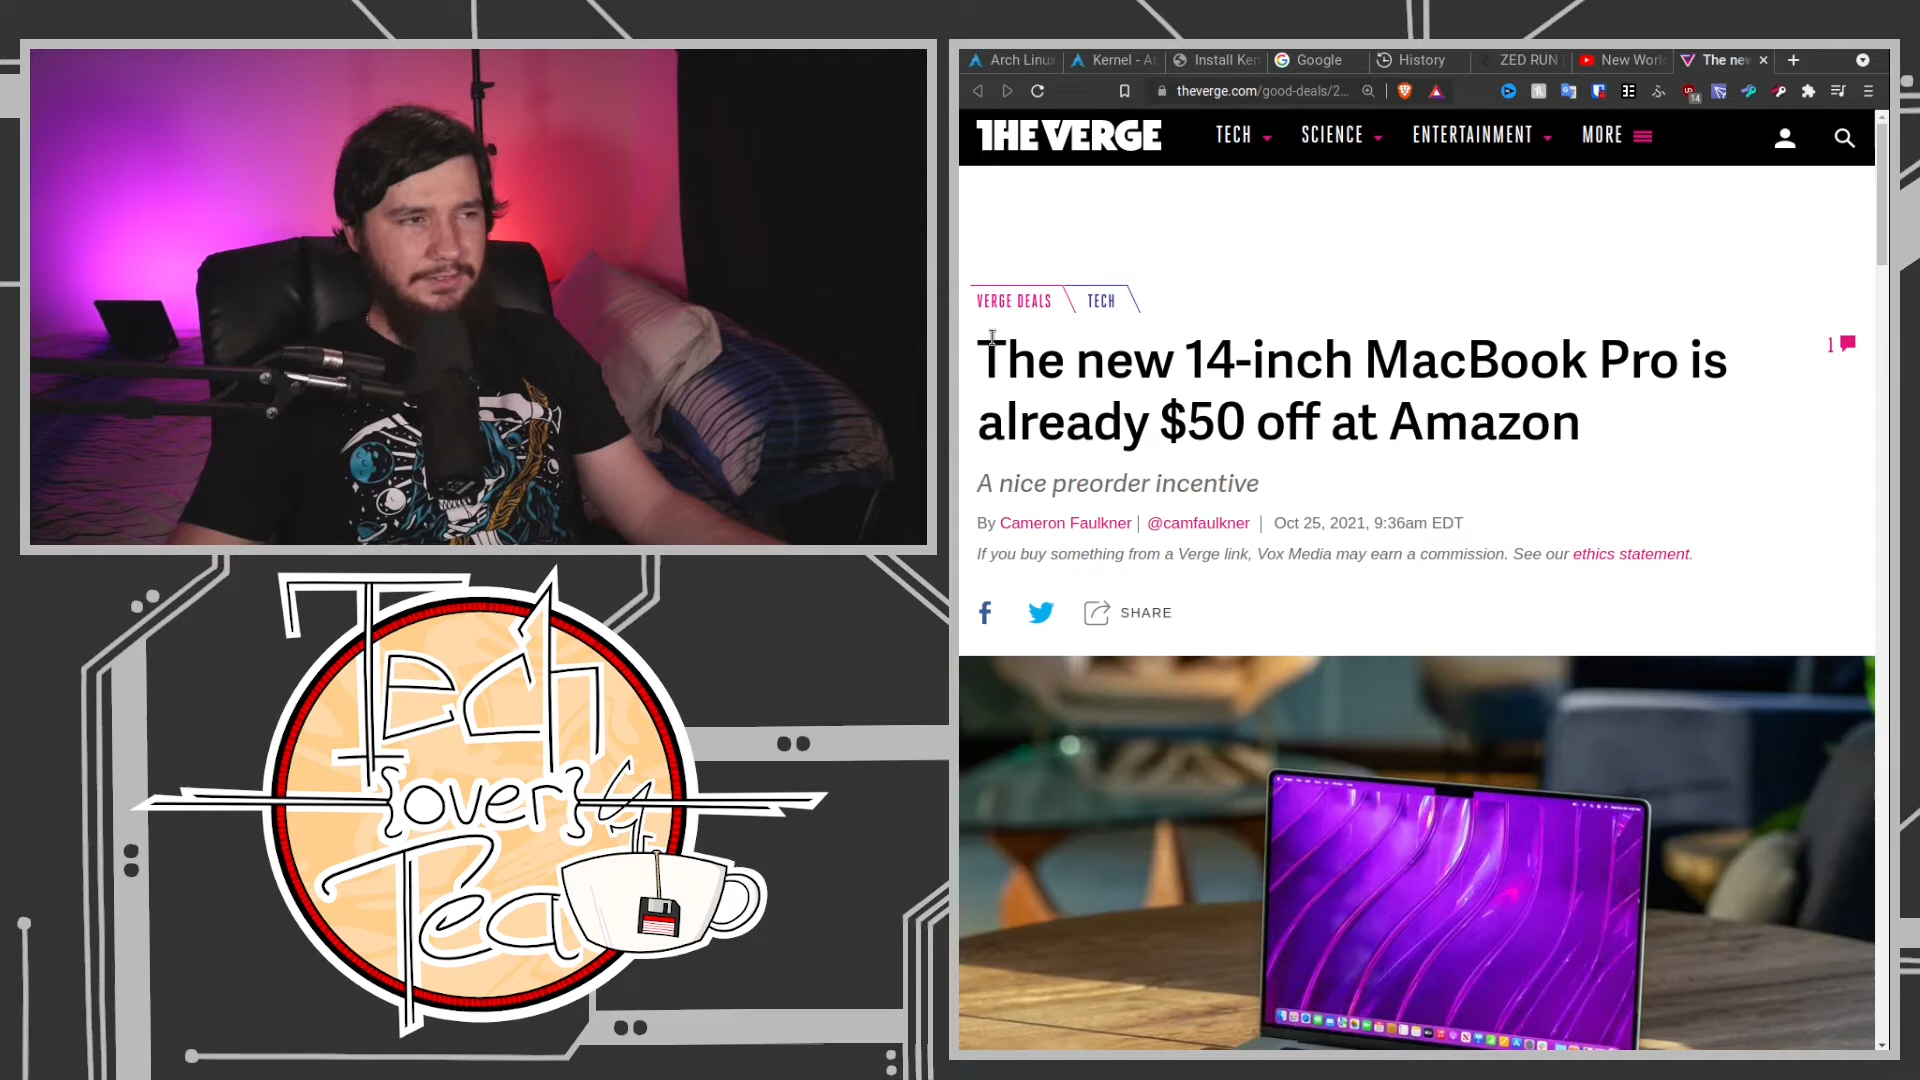 Arch Linux
Kernel - Ar
Install Ker
Google
History
ZED RUN
New Worl
The new
theverge.com/good-deals/2...
14
THE VERGE
TECH
SCIENCE
ENTERTAINMENT
MORE
VERGE DEALS
TECH
The new 14-inch MacBook Pro is
already $50 off at Amazon
1
A nice preorder incentive
By Cameron Faulkner | @camfaulkner | Oct 25, 2021, 9:36am EDT
If you buy something from a Verge link, Vox Media may earn a commission. See our ethics statement.
SHARE
Tech
{over}
Tea